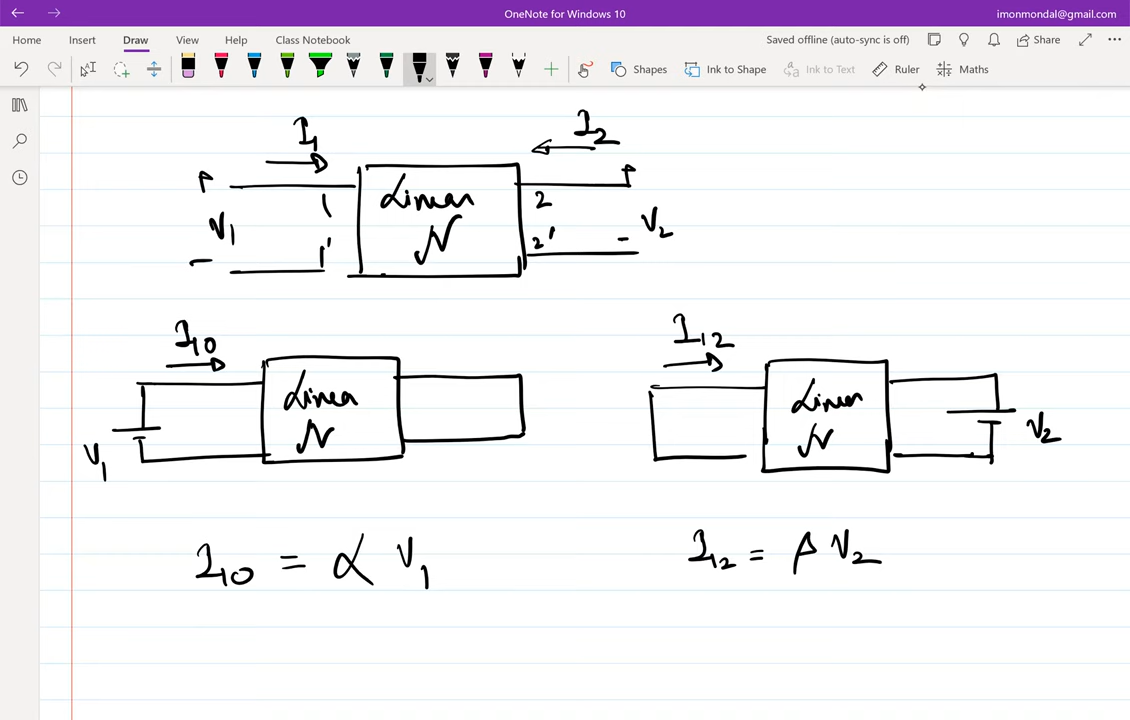 OneNote for Windows 10
imonmondal@gmail.com
Home Insert Draw View Help Class Notebook
Saved offline (auto-sync is off) Share
Shapes Ink to Shape Ink to Text Ruler Maths
I1 I2
+ Linear +
1 2
V1 N V2
1' 2'
- -
I10 I12
Linear Linear
N N
V1 V2
I10 = α V1 I12 = β V2